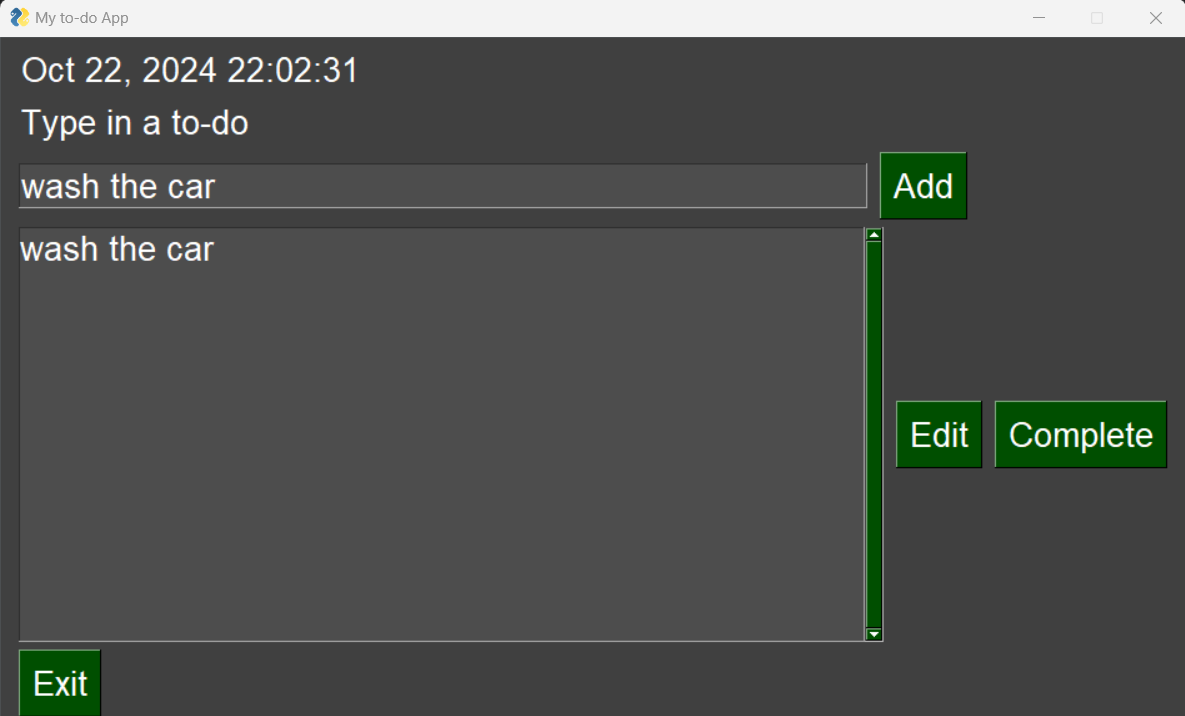 My to-do App
Oct 22, 2024 22:02:31
Type in a to-do
wash the car
Add
wash the car
Edit
Complete
Exit